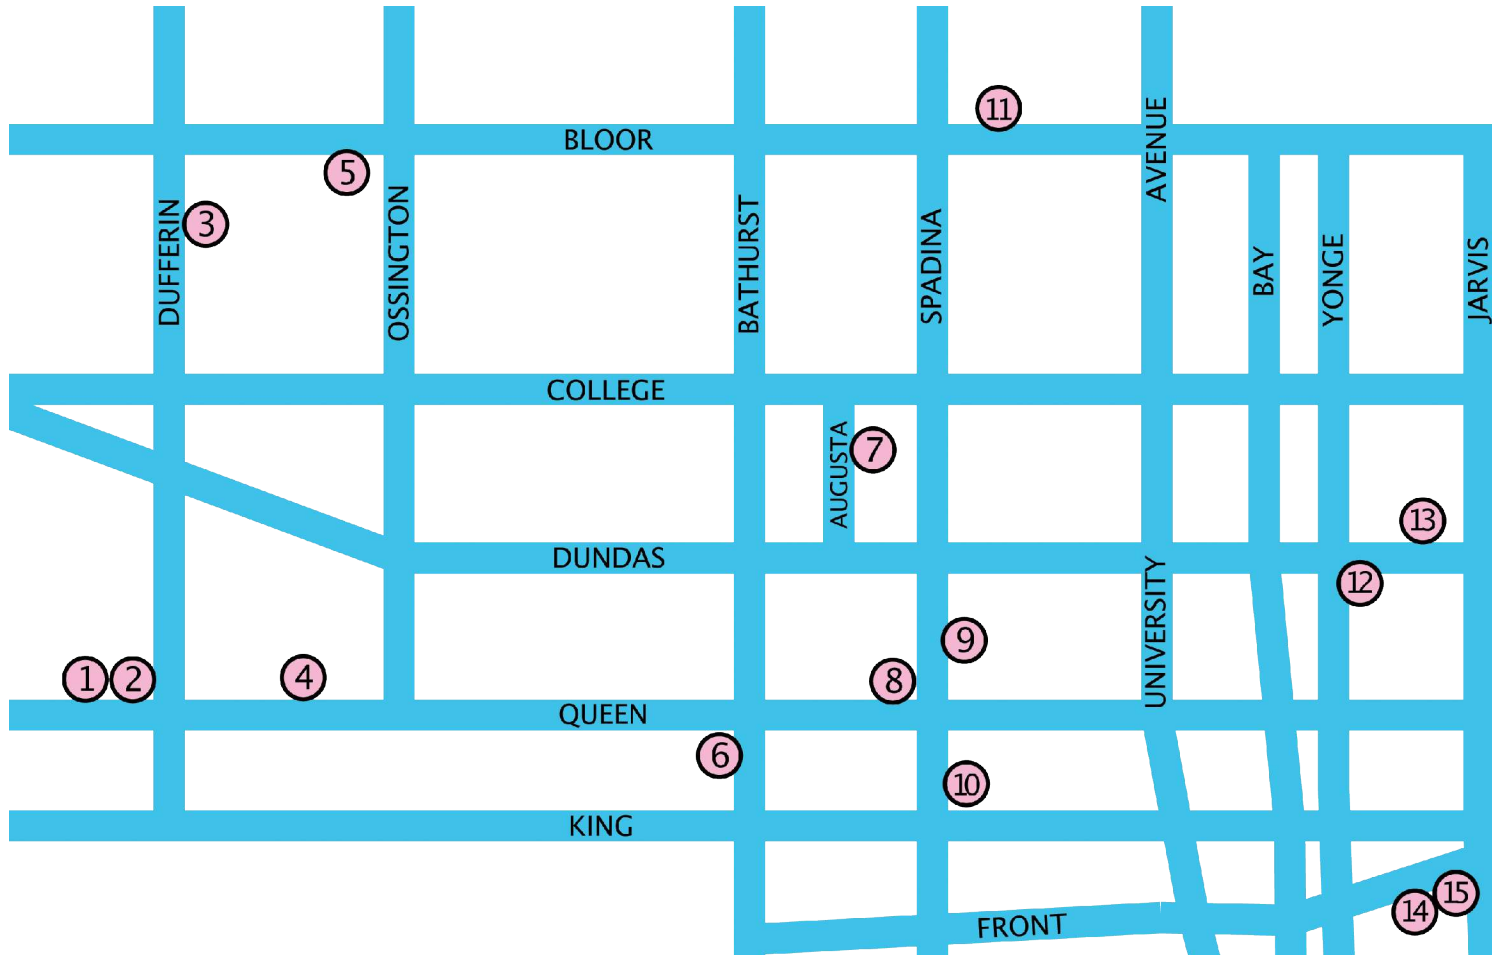 11
BLOOR
AVENUE
5
3
DUFFERIN
OSSINGTON
BATHURST
SPADINA
BAY
YONGE
JARVIS
COLLEGE
AUGUSTA
7
13
DUNDAS
12
UNIVERSITY
9
1
2
4
8
QUEEN
6
10
KING
15
14
FRONT